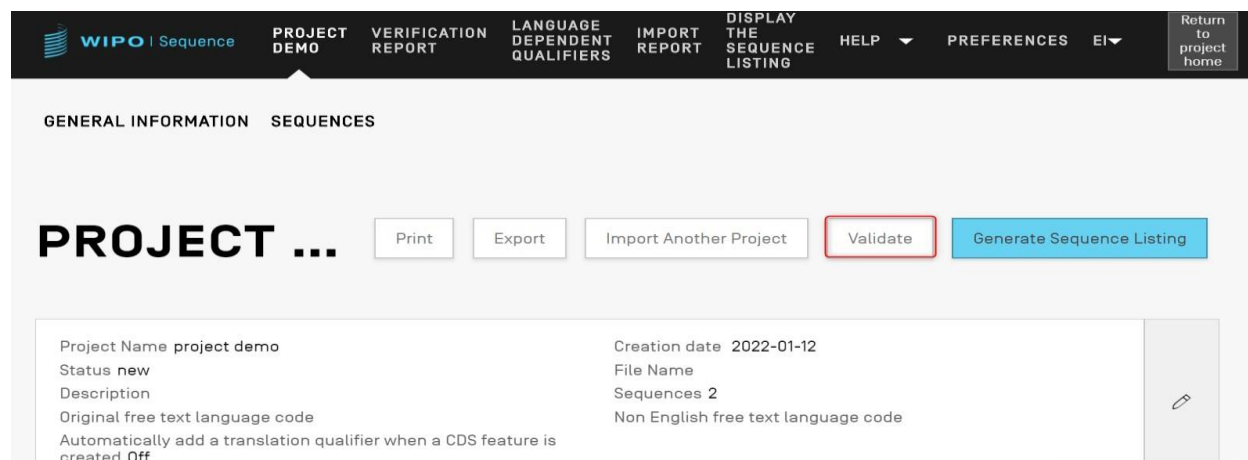 WIPO | Sequence
PROJECT
DEMO
VERIFICATION
REPORT
LANGUAGE
DEPENDENT
QUALIFIERS
IMPORT
REPORT
DISPLAY
THE
SEQUENCE
LISTING
HELP
PREFERENCES
EI
Return
to
project
home
GENERAL INFORMATION SEQUENCES
PROJECT ...
Print
Export
Import Another Project
Validate
Generate Sequence Listing
Project Name project demo
Status new
Description
Original free text language code
Automatically add a translation qualifier when a CDS feature is
created Off
Creation date 2022-01-12
File Name
Sequences 2
Non English free text language code